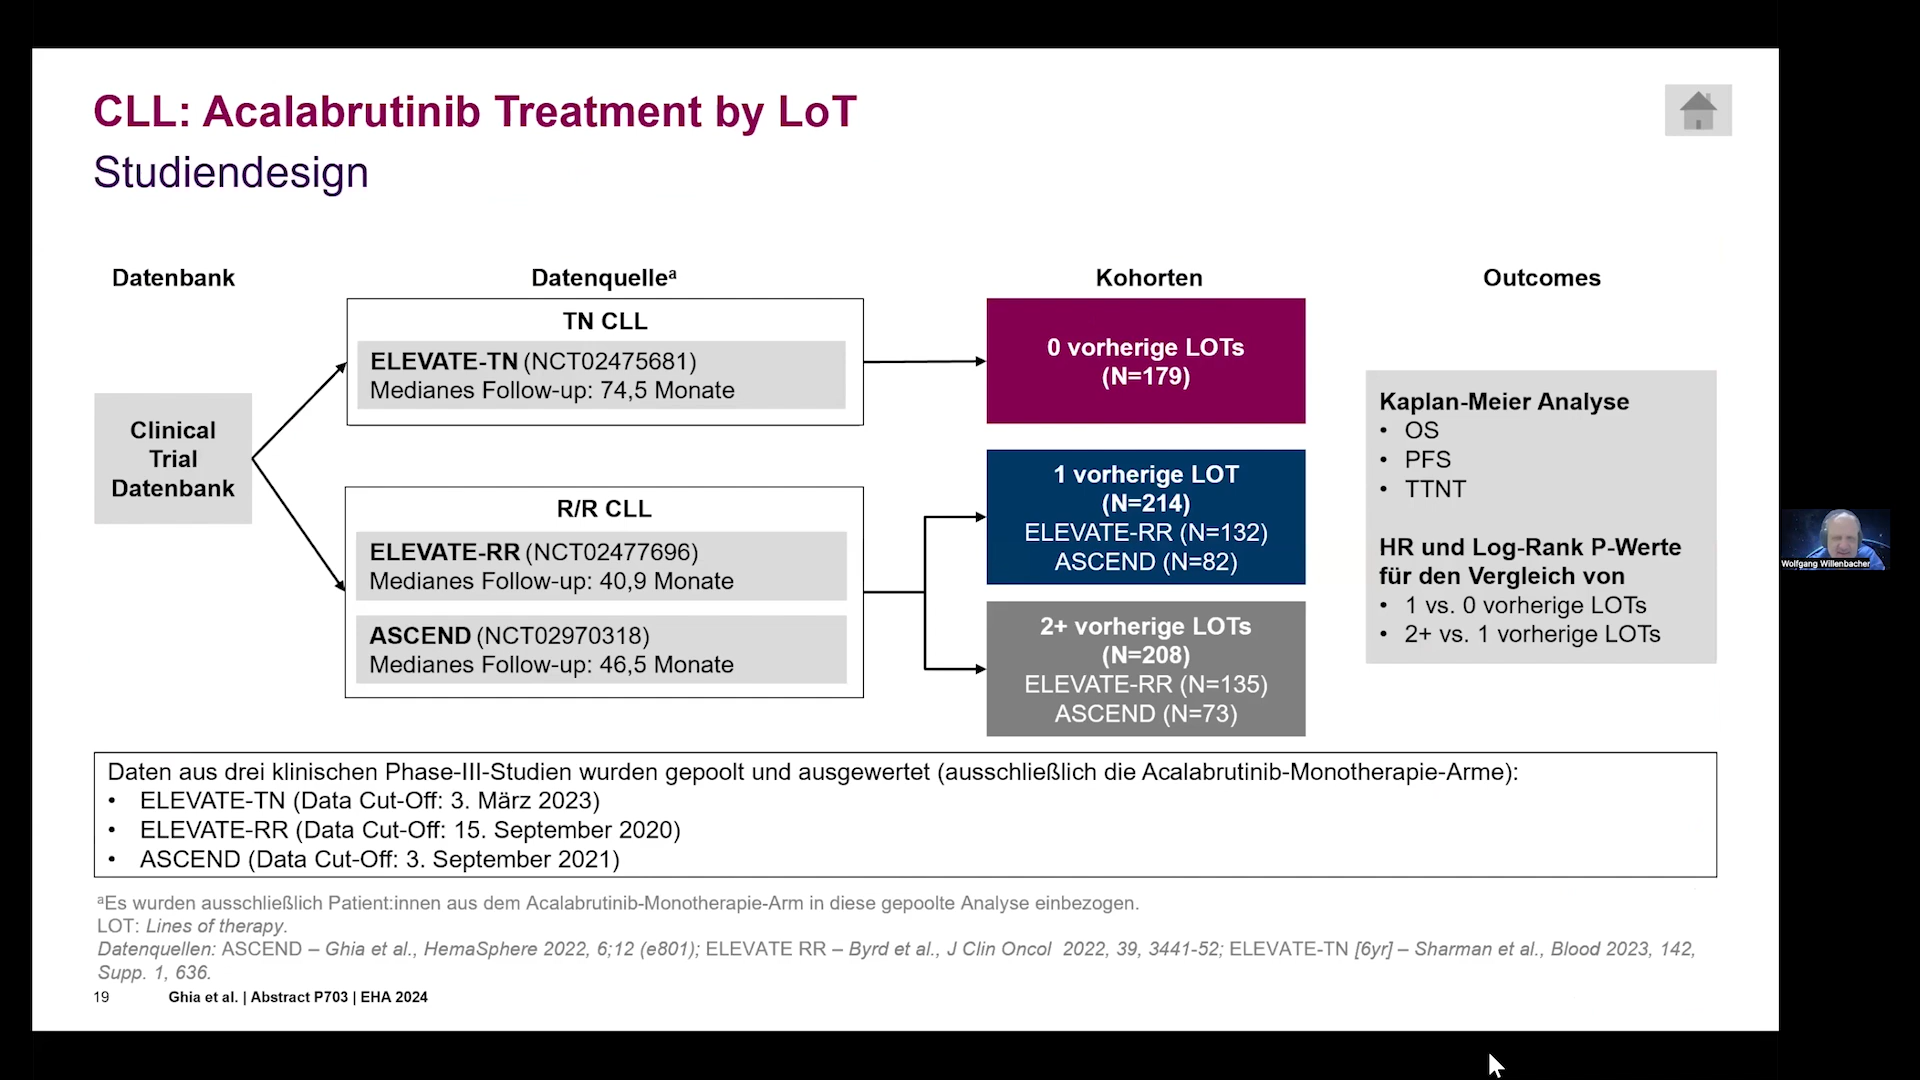 CLL: Acalabrutinib Treatment by LoT
Studiendesign
Datenbank
Datenquelleᵃ
Kohorten
Outcomes
Clinical
Trial
Datenbank
TN CLL
ELEVATE-TN (NCT02475681)
Medianes Follow-up: 74,5 Monate
R/R CLL
ELEVATE-RR (NCT02477696)
Medianes Follow-up: 40,9 Monate
ASCEND (NCT02970318)
Medianes Follow-up: 46,5 Monate
0 vorherige LOTs
(N=179)
1 vorherige LOT
(N=214)
ELEVATE-RR (N=132)
ASCEND (N=82)
2+ vorherige LOTs
(N=208)
ELEVATE-RR (N=135)
ASCEND (N=73)
Kaplan-Meier Analyse
• OS
• PFS
• TTNT
HR und Log-Rank P-Werte
für den Vergleich von
• 1 vs. 0 vorherige LOTs
• 2+ vs. 1 vorherige LOTs
Wolfgang Willenbacher
Daten aus drei klinischen Phase-III-Studien wurden gepoolt und ausgewertet (ausschließlich die Acalabrutinib-Monotherapie-Arme):
• ELEVATE-TN (Data Cut-Off: 3. März 2023)
• ELEVATE-RR (Data Cut-Off: 15. September 2020)
• ASCEND (Data Cut-Off: 3. September 2021)
ᵃEs wurden ausschließlich Patient:innen aus dem Acalabrutinib-Monotherapie-Arm in diese gepoolte Analyse einbezogen.
LOT: Lines of therapy.
Datenquellen: ASCEND – Ghia et al., HemaSphere 2022, 6;12 (e801); ELEVATE RR – Byrd et al., J Clin Oncol 2022, 39, 3441-52; ELEVATE-TN [6yr] – Sharman et al., Blood 2023, 142,
Supp. 1, 636.
19 Ghia et al. | Abstract P703 | EHA 2024